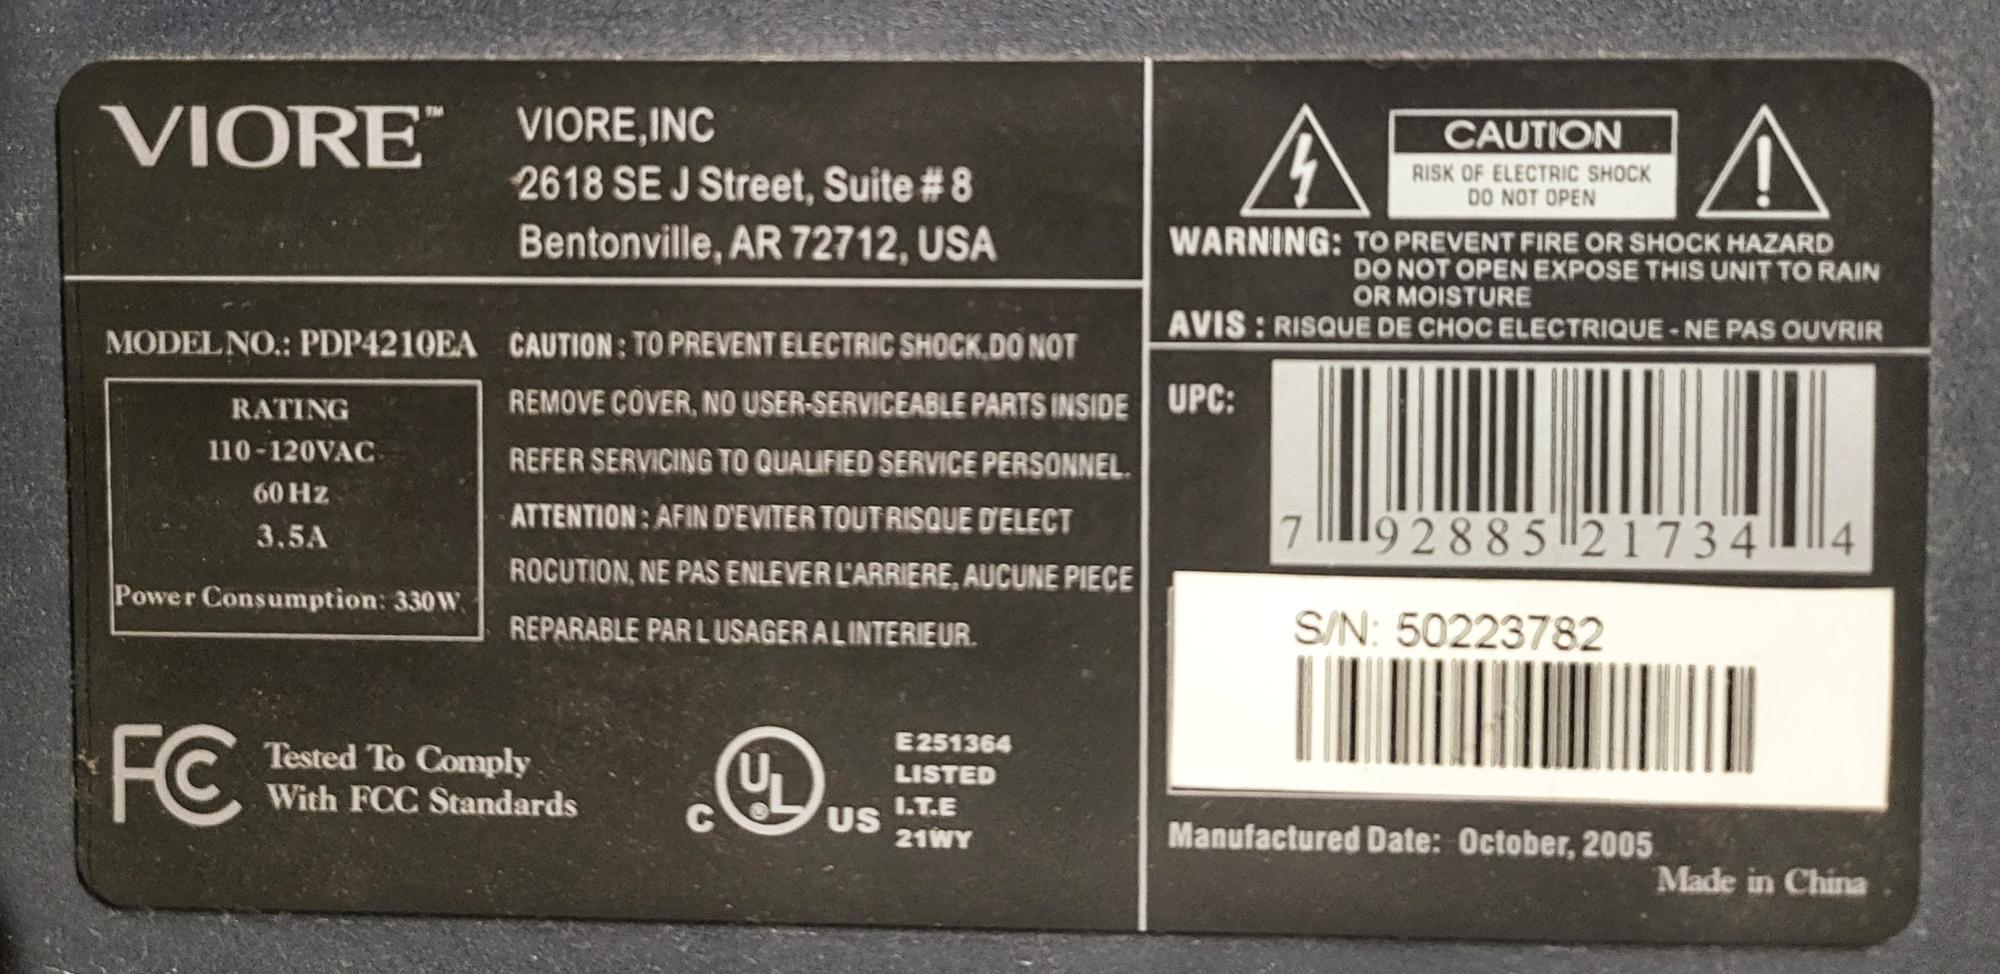 VIORE™
VIORE,INC
2618 SE J Street, Suite # 8
Bentonville, AR 72712, USA
MODEL NO.: PDP4210EA
RATING
110-120VAC
60 Hz
3.5A
Power Consumption: 330W
CAUTION : TO PREVENT ELECTRIC SHOCK,DO NOT
REMOVE COVER, NO USER-SERVICEABLE PARTS INSIDE
REFER SERVICING TO QUALIFIED SERVICE PERSONNEL.
ATTENTION : AFIN D'EVITER TOUT RISQUE D'ELECT
ROCUTION, NE PAS ENLEVER L'ARRIERE, AUCUNE PIECE
REPARABLE PAR L USAGER A L INTERIEUR.
FC
Tested To Comply
With FCC Standards
C UL ® US
E251364
LISTED
I.T.E
21WY
CAUTION
RISK OF ELECTRIC SHOCK
DO NOT OPEN
WARNING: TO PREVENT FIRE OR SHOCK HAZARD
DO NOT OPEN EXPOSE THIS UNIT TO RAIN
OR MOISTURE
AVIS : RISQUE DE CHOC ELECTRIQUE - NE PAS OUVRIR
UPC:
7 92885 21734 4
S/N: 50223782
Manufactured Date: October, 2005
Made in China